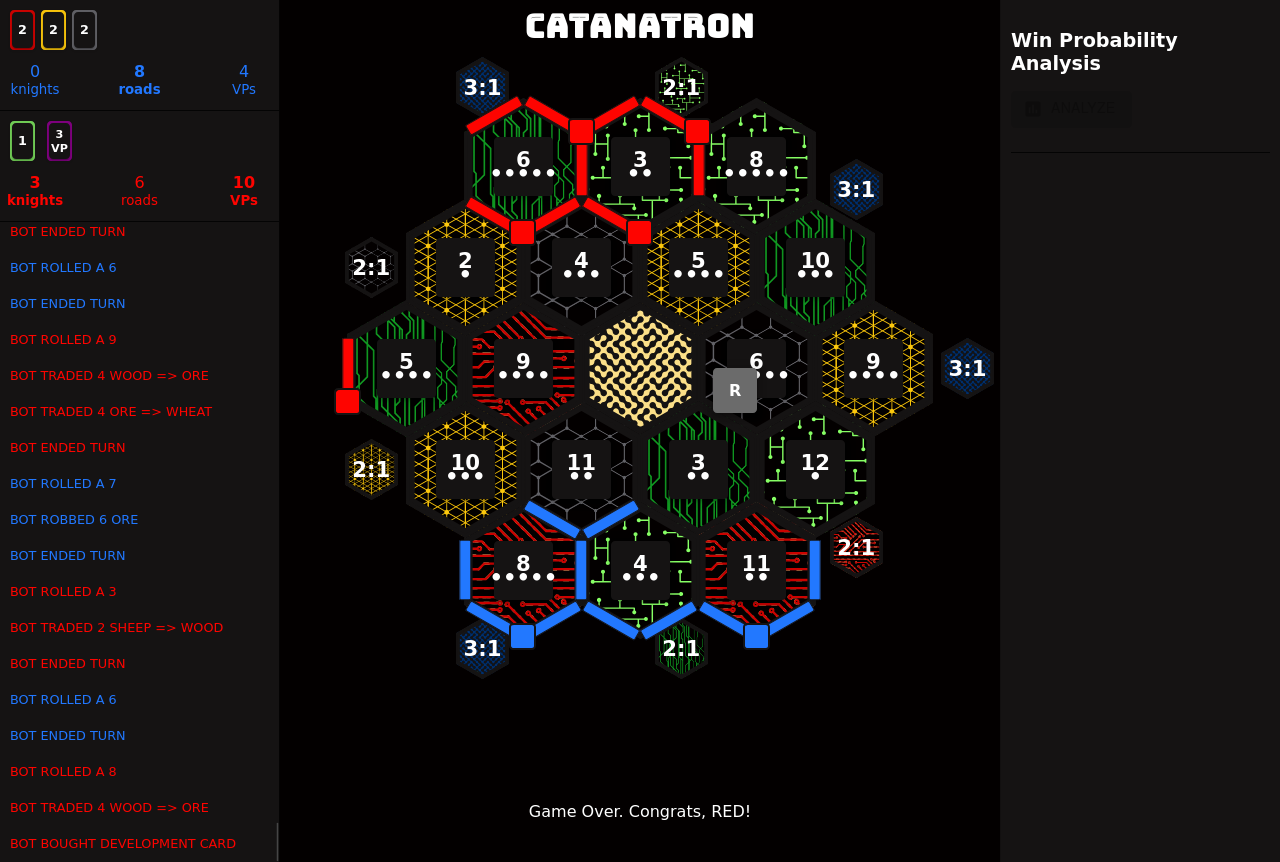 2 2 2
0 8 4
knights roads VPs
1 3 VP
3 6 10
knights roads VPs
BOT ENDED TURN
BOT ROLLED A 6
BOT ENDED TURN
BOT ROLLED A 9
BOT TRADED 4 WOOD => ORE
BOT TRADED 4 ORE => WHEAT
BOT ENDED TURN
BOT ROLLED A 7
BOT ROBBED 6 ORE
BOT ENDED TURN
BOT ROLLED A 3
BOT TRADED 2 SHEEP => WOOD
BOT ENDED TURN
BOT ROLLED A 6
BOT ENDED TURN
BOT ROLLED A 8
BOT TRADED 4 WOOD => ORE
BOT BOUGHT DEVELOPMENT CARD
CATANATRON
3:1 2:1
6 3 8
3:1
2:1 2 4 5 10
5 9 6 9 3:1
R
2:1 10 11 3 12
8 4 11 2:1
3:1 2:1
Game Over. Congrats, RED!
Win Probability
Analysis
ANALYZE